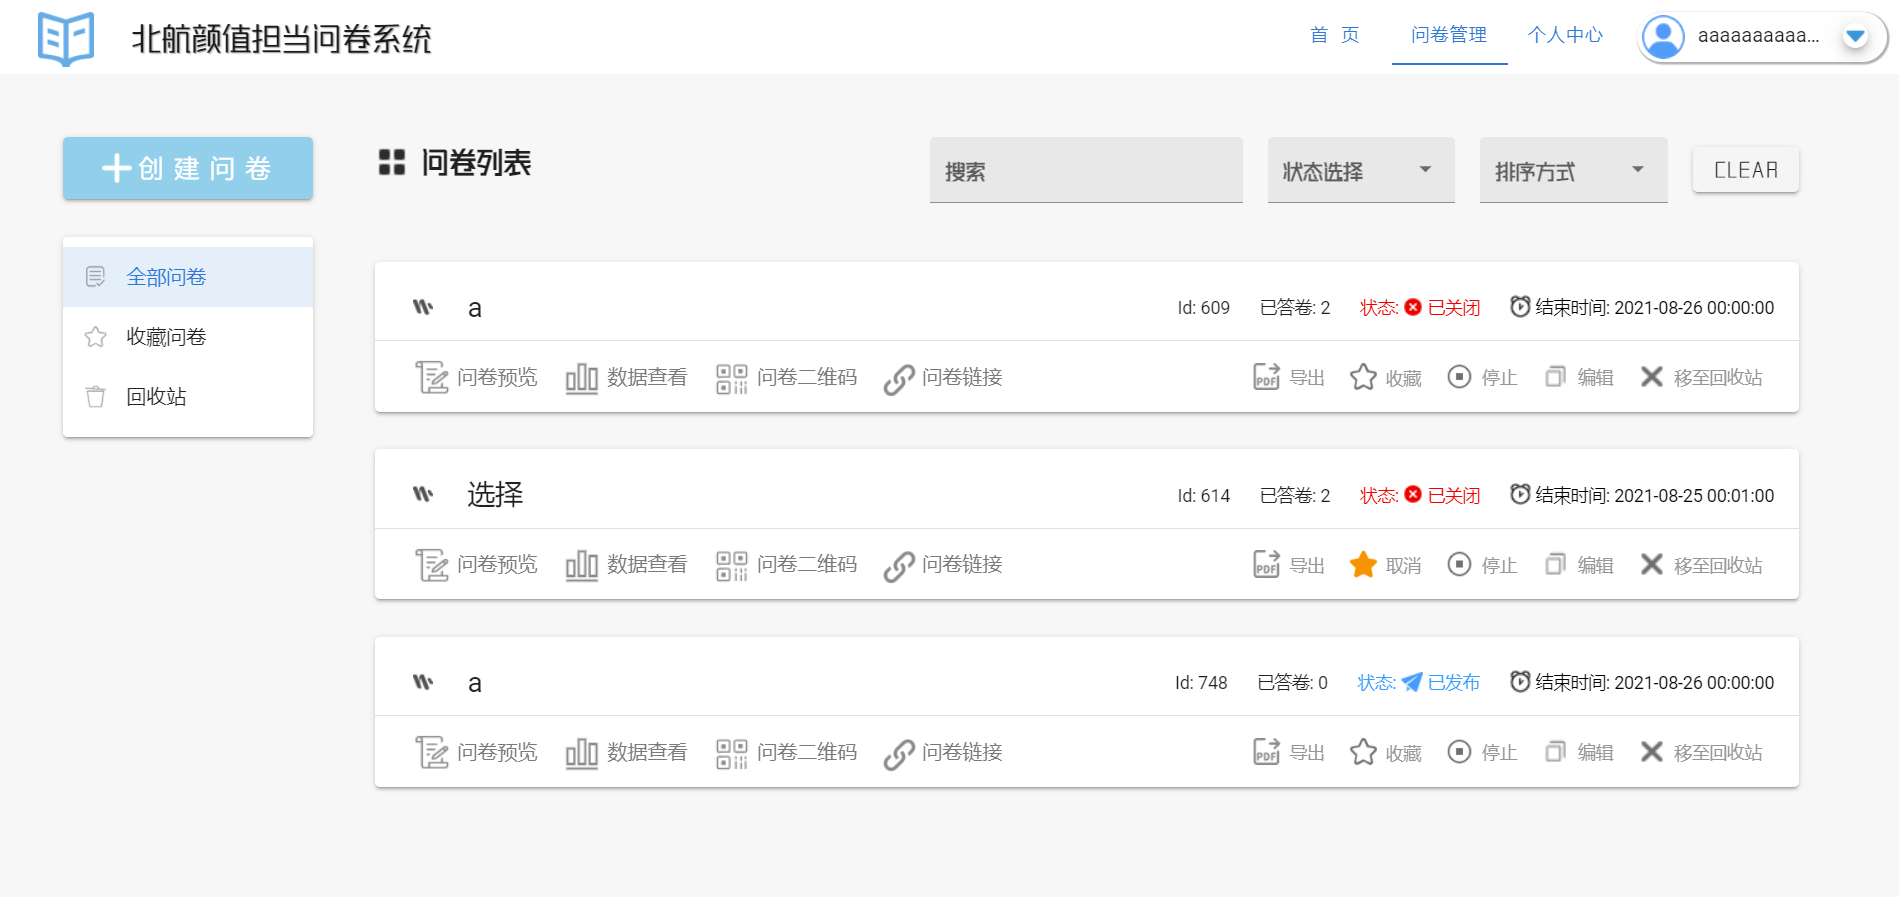 北航颜值担当问卷系统
首 页 问卷管理 个人中心 aaaaaaaaaa...
创建问卷
问卷列表 搜索 状态选择 排序方式 CLEAR
全部问卷
收藏问卷
回收站
a Id: 609 已答卷: 2 状态: 已关闭 结束时间: 2021-08-26 00:00:00
问卷预览 数据查看 问卷二维码 问卷链接 PDF 导出 收藏 停止 编辑 移至回收站
选择 Id: 614 已答卷: 2 状态: 已关闭 结束时间: 2021-08-25 00:01:00
问卷预览 数据查看 问卷二维码 问卷链接 PDF 导出 取消 停止 编辑 移至回收站
a Id: 748 已答卷: 0 状态: 已发布 结束时间: 2021-08-26 00:00:00
问卷预览 数据查看 问卷二维码 问卷链接 PDF 导出 收藏 停止 编辑 移至回收站